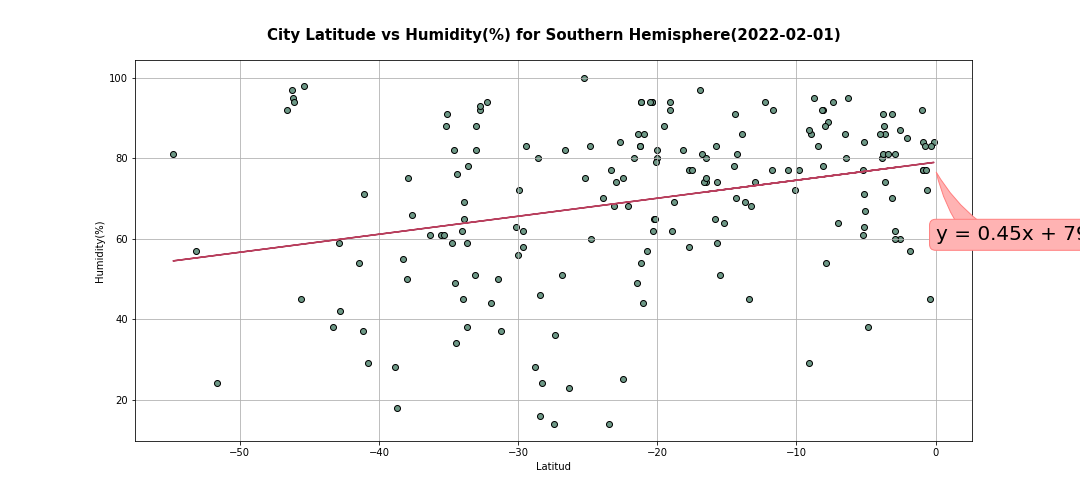 City Latitude vs Humidity(%) for Southern Hemisphere(2022-02-01)
100
80
60
40
20
Humidity(%)
y = 0.45x + 79
−50
−40
−30
−20
−10
0
Latitud